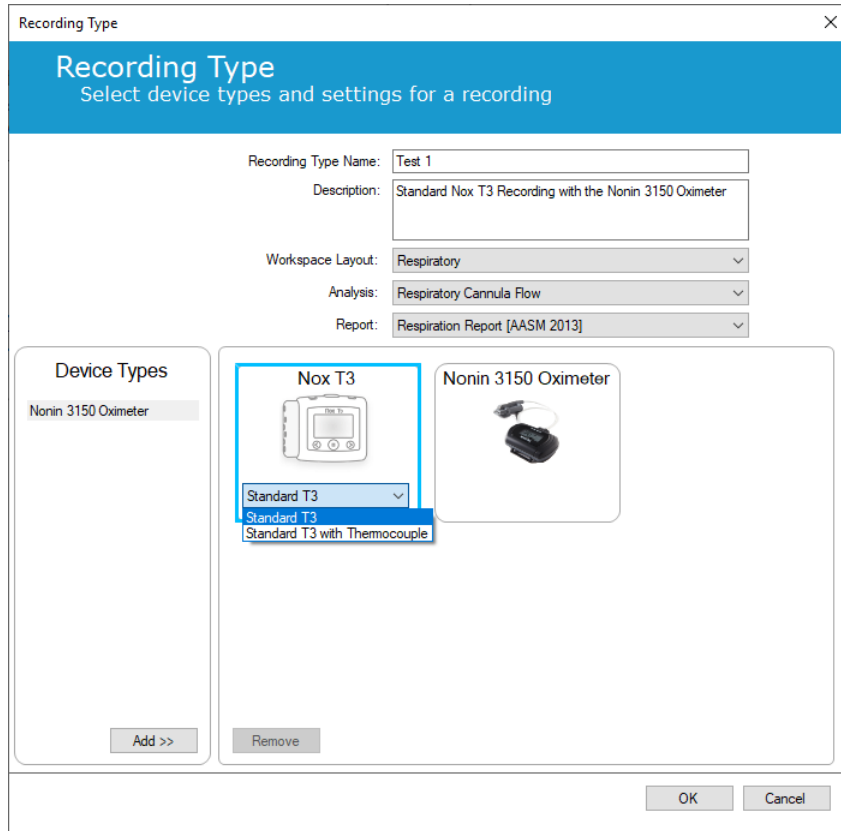 Recording Type
Recording Type
Select device types and settings for a recording
Recording Type Name:
Test 1
Description:
Standard Nox T3 Recording with the Nonin 3150 Oximeter
Workspace Layout:
Respiratory
Analysis:
Respiratory Cannula Flow
Report:
Respiration Report [AASM 2013]
Device Types
Nonin 3150 Oximeter
Add >>
Nox T3
Nox T3
Standard T3
Standard T3
Standard T3 with Thermocouple
Nonin 3150 Oximeter
Remove
OK
Cancel